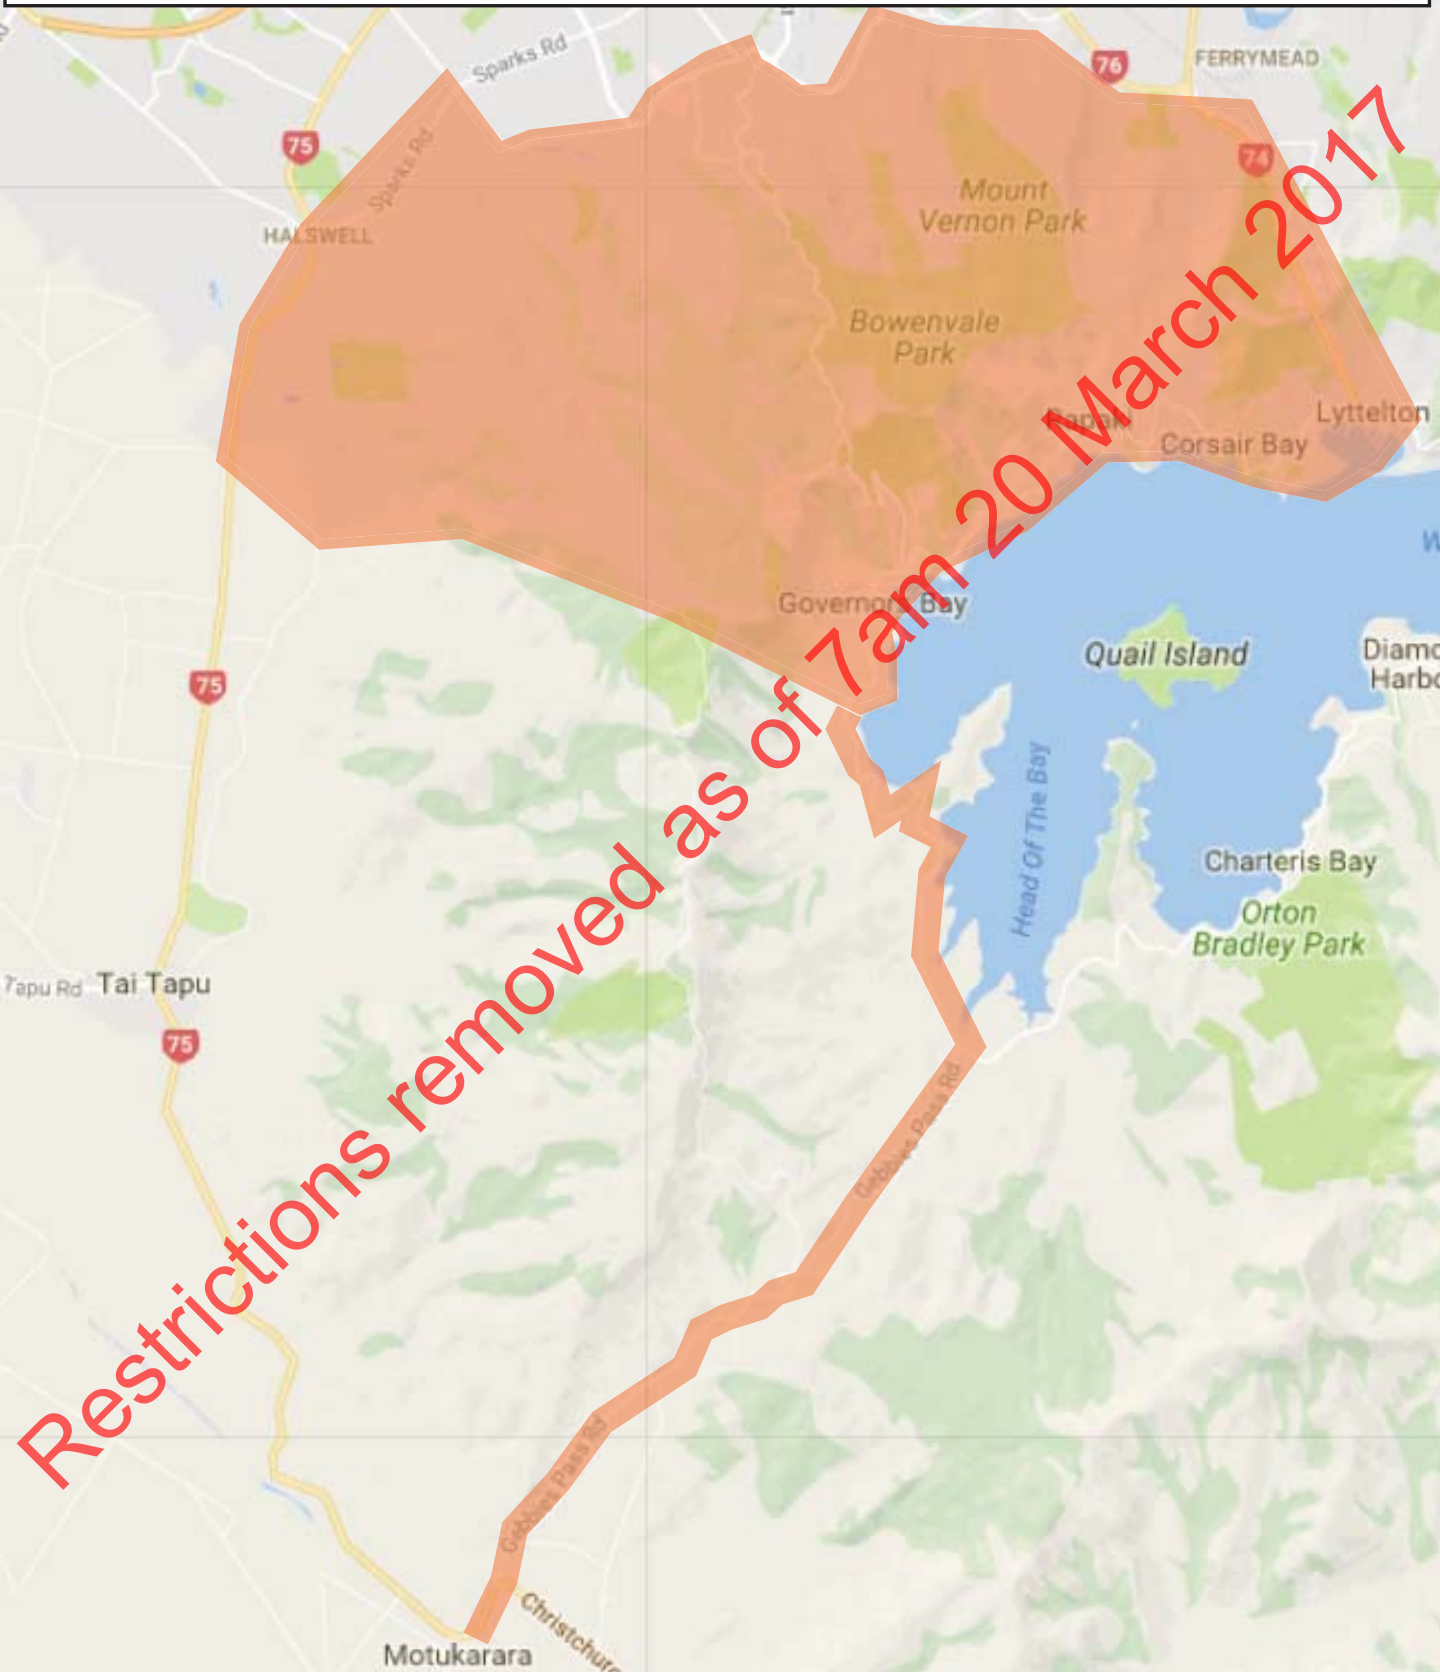 Sparks Rd
76
FERRYMEAD
75
Sparks Rd
74
Mount
Vernon Park
HALSWELL
Bowenvale
Park
Rapaki
Lyttelton
Corsair Bay
Governors Bay
Quail Island
Diamo
Harbo
75
Head Of The Bay
Charteris Bay
Orton
Bradley Park
Tapu Rd
Tai Tapu
75
Gebbies Pass Rd
Gebbies Pass Rd
Christchurc
Motukarara
Restrictions removed as of 7am 20 March 2017